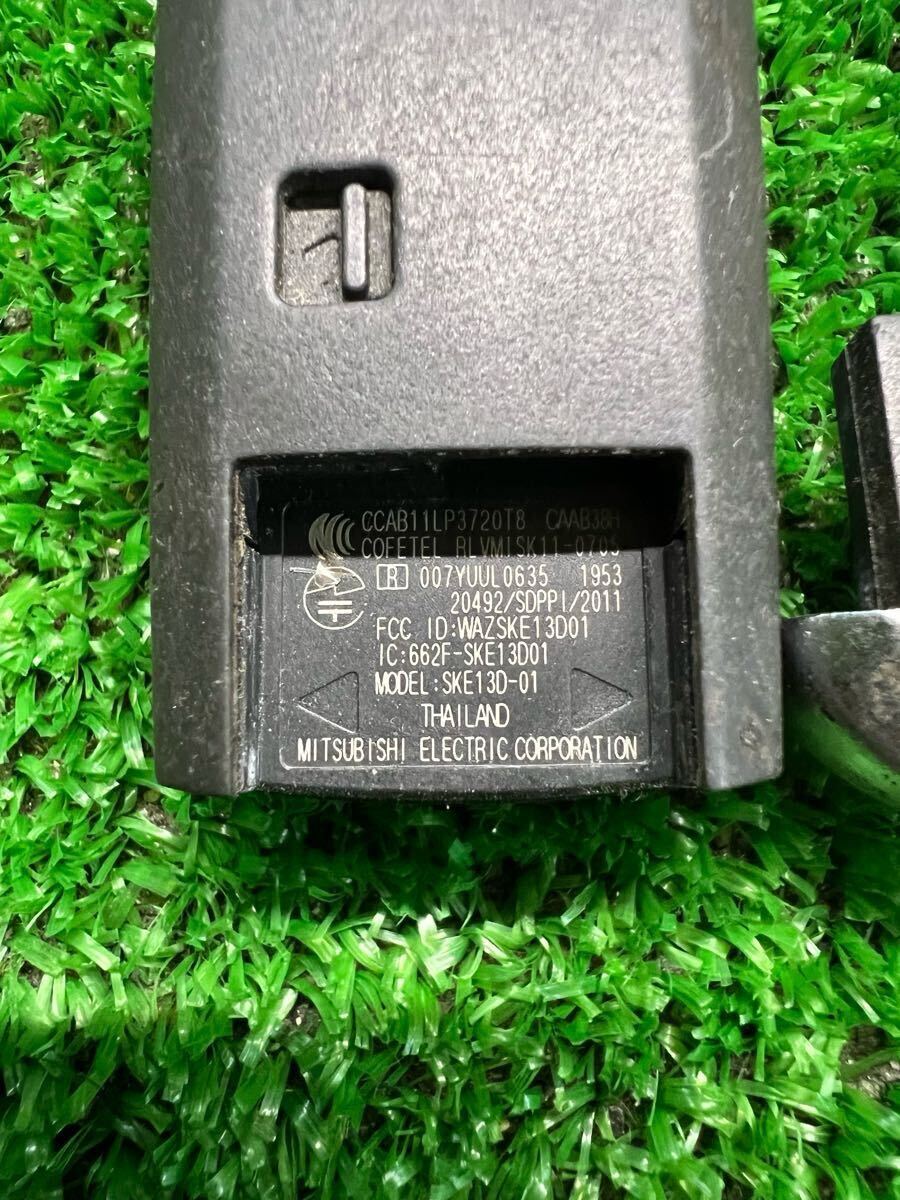 CCAB11LP3720T8 CAAB38H
COFETEL RLVMISK11-0705
R 007YUUL0635 1953
20492/SDPPI/2011
FCC ID:WAZSKE13D01
IC:662F-SKE13D01
MODEL:SKE13D-01
THAILAND
MITSUBISHI ELECTRIC CORPORATION